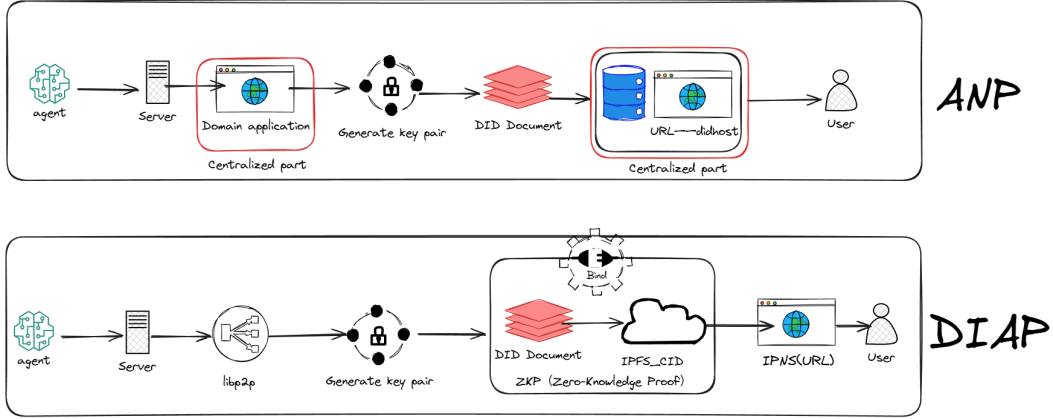 agent
Server
Domain application
Centralized part
Generate key pair
DID Document
URL——didhost
Centralized part
User
ANP
agent
Server
libp2p
Generate key pair
Bind
DID Document
IPFS_CID
ZKP (Zero-Knowledge Proof)
IPNS(URL)
User
DIAP